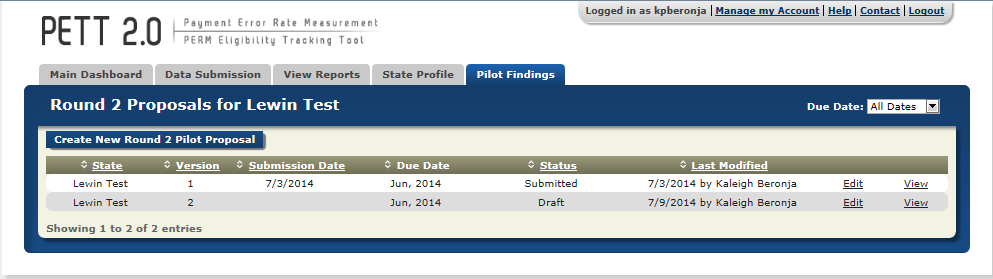 Logged in as kpberonja | Manage my Account | Help | Contact | Logout
PETT 2.0
Payment Error Rate Measurement
PERM Eligibility Tracking Tool
Main Dashboard Data Submission View Reports State Profile Pilot Findings
Round 2 Proposals for Lewin Test Due Date: All Dates
Create New Round 2 Pilot Proposal
State Version Submission Date Due Date Status Last Modified
Lewin Test 1 7/3/2014 Jun, 2014 Submitted 7/3/2014 by Kaleigh Beronja Edit View
Lewin Test 2 Jun, 2014 Draft 7/9/2014 by Kaleigh Beronja Edit View
Showing 1 to 2 of 2 entries